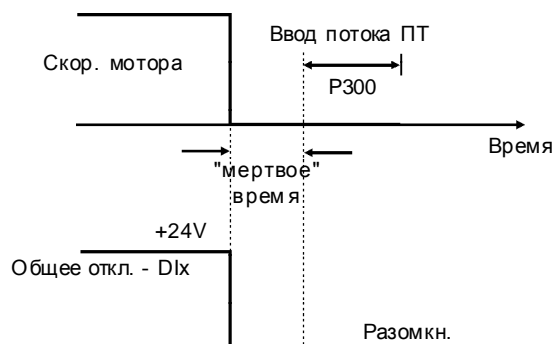 Ввод потока ПТ
Скор. мотора
P300
Время
"мертвое"
время
+24V
Общее откл. - DIx
Разомкн.